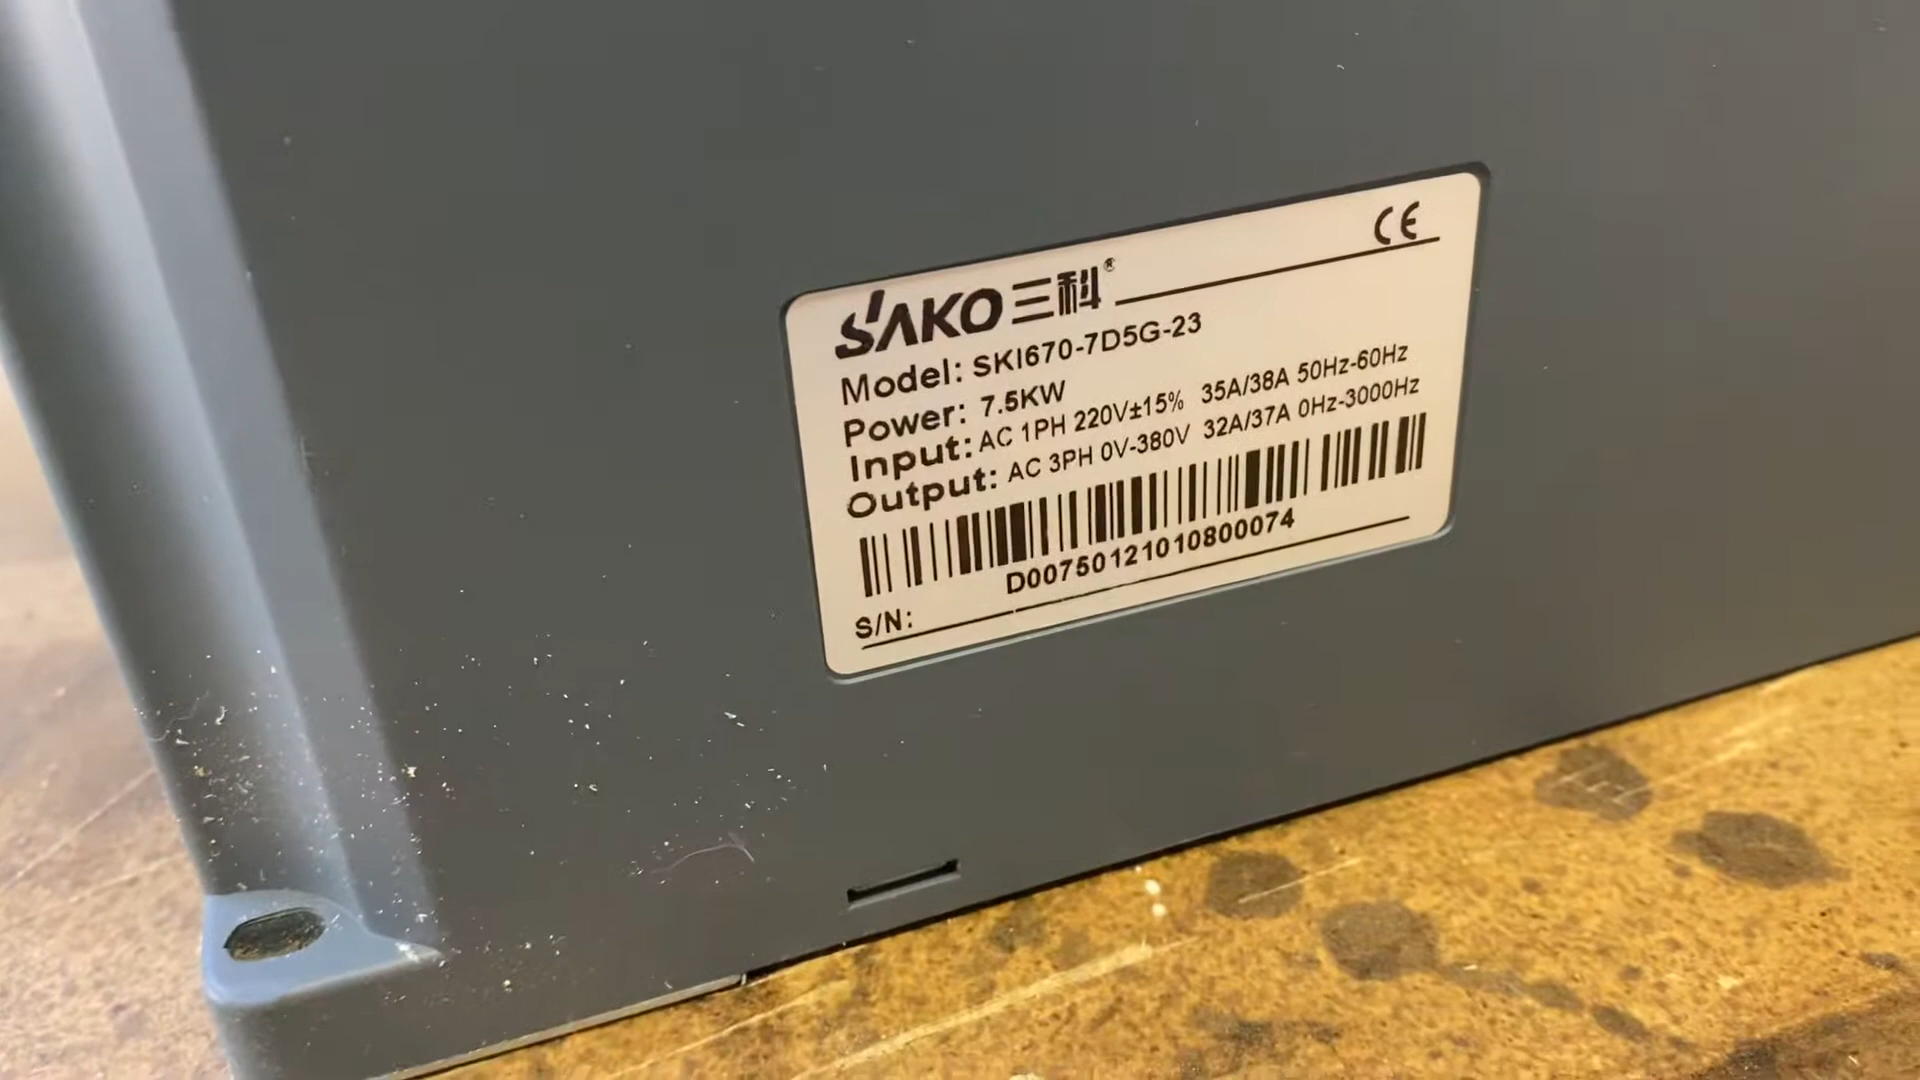 CE
SAKO三科®
Model: SKI670-7D5G-23
Power: 7.5KW
Input: AC 1PH 220V±15% 35A/38A 50Hz-60Hz
Output: AC 3PH 0V-380V 32A/37A 0Hz-3000Hz
D00750121010800074
S/N: